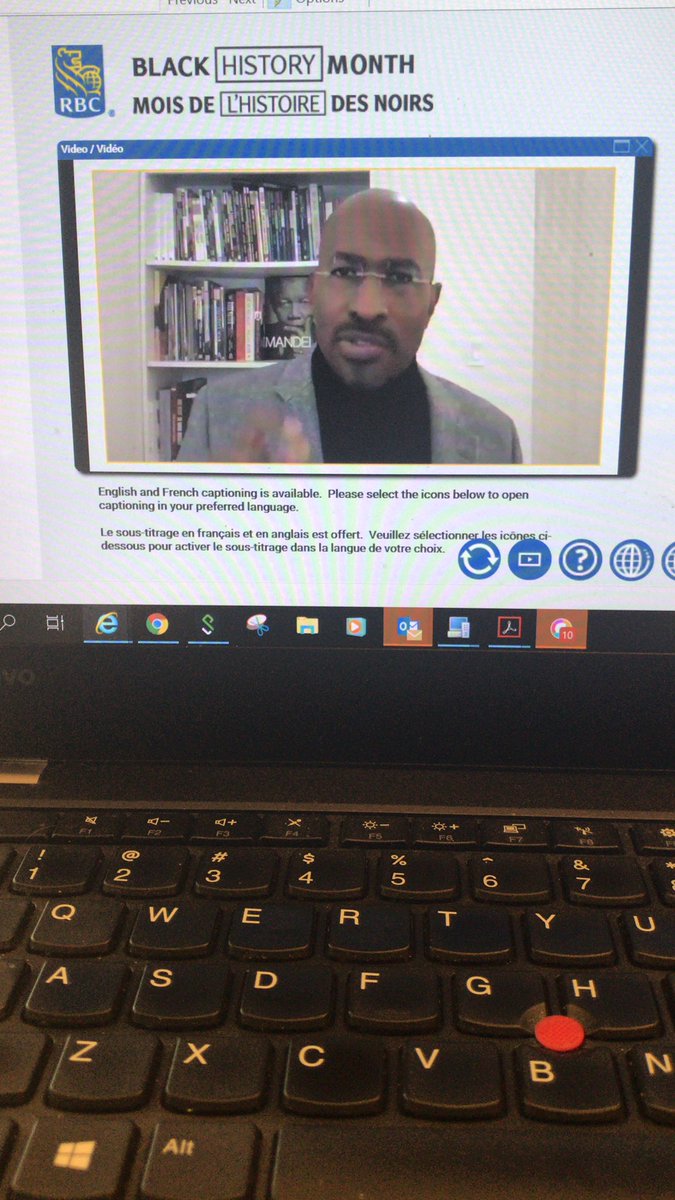 Previous Next Options
BLACK HISTORY MONTH
RBC
MOIS DE L'HISTOIRE DES NOIRS
Video / Vidéo
MANDEL
English and French captioning is available. Please select the icons below to open
captioning in your preferred language.
Le sous-titrage en français et en anglais est offert. Veuillez sélectionner les icônes ci-
dessous pour activer le sous-titrage dans la langue de votre choix.
?
10
F1 F2 F3 F4 F5 F6 F7 F8
! @ # $ % ^ & *
1 2 3 4 5 6 7 8
Q W E R T Y U
A S D F G H
Z X C V B N
Alt